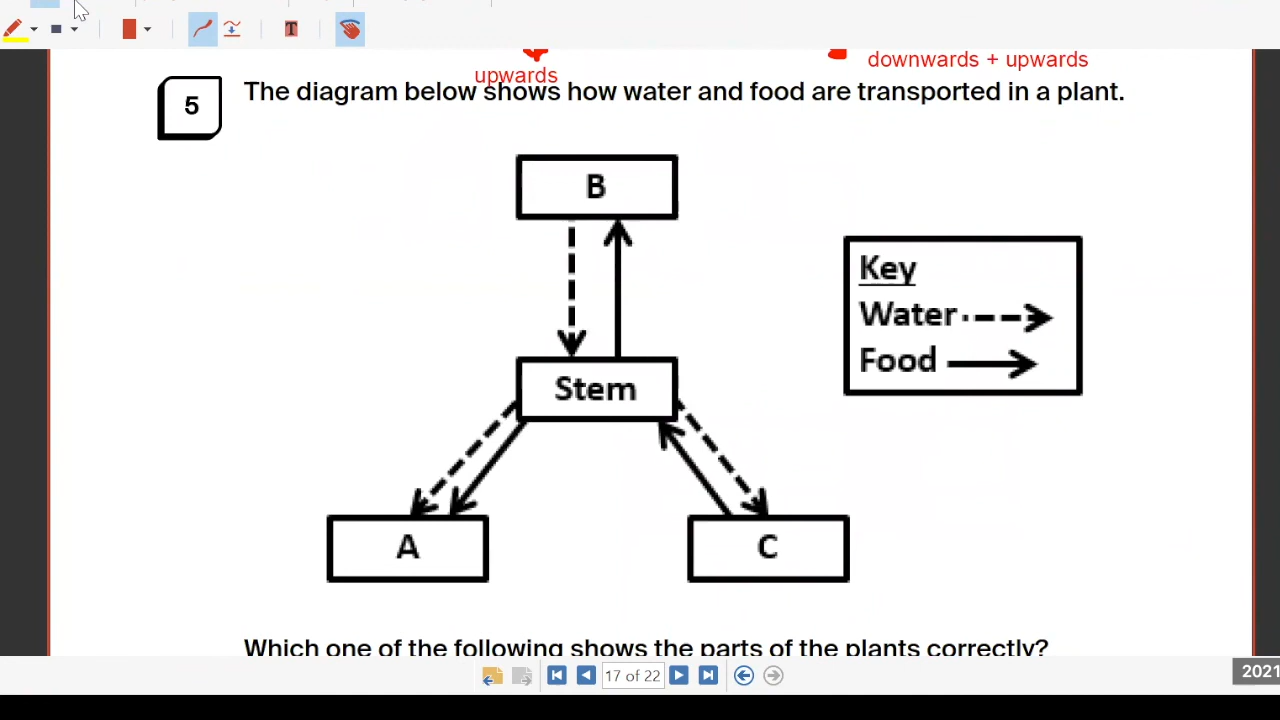 T
downwards + upwards
upwards
5
The diagram below shows how water and food are transported in a plant.
B
Key
Water
Food
Stem
A
C
Which one of the following shows the parts of the plants correctly?
17 of 22
2021